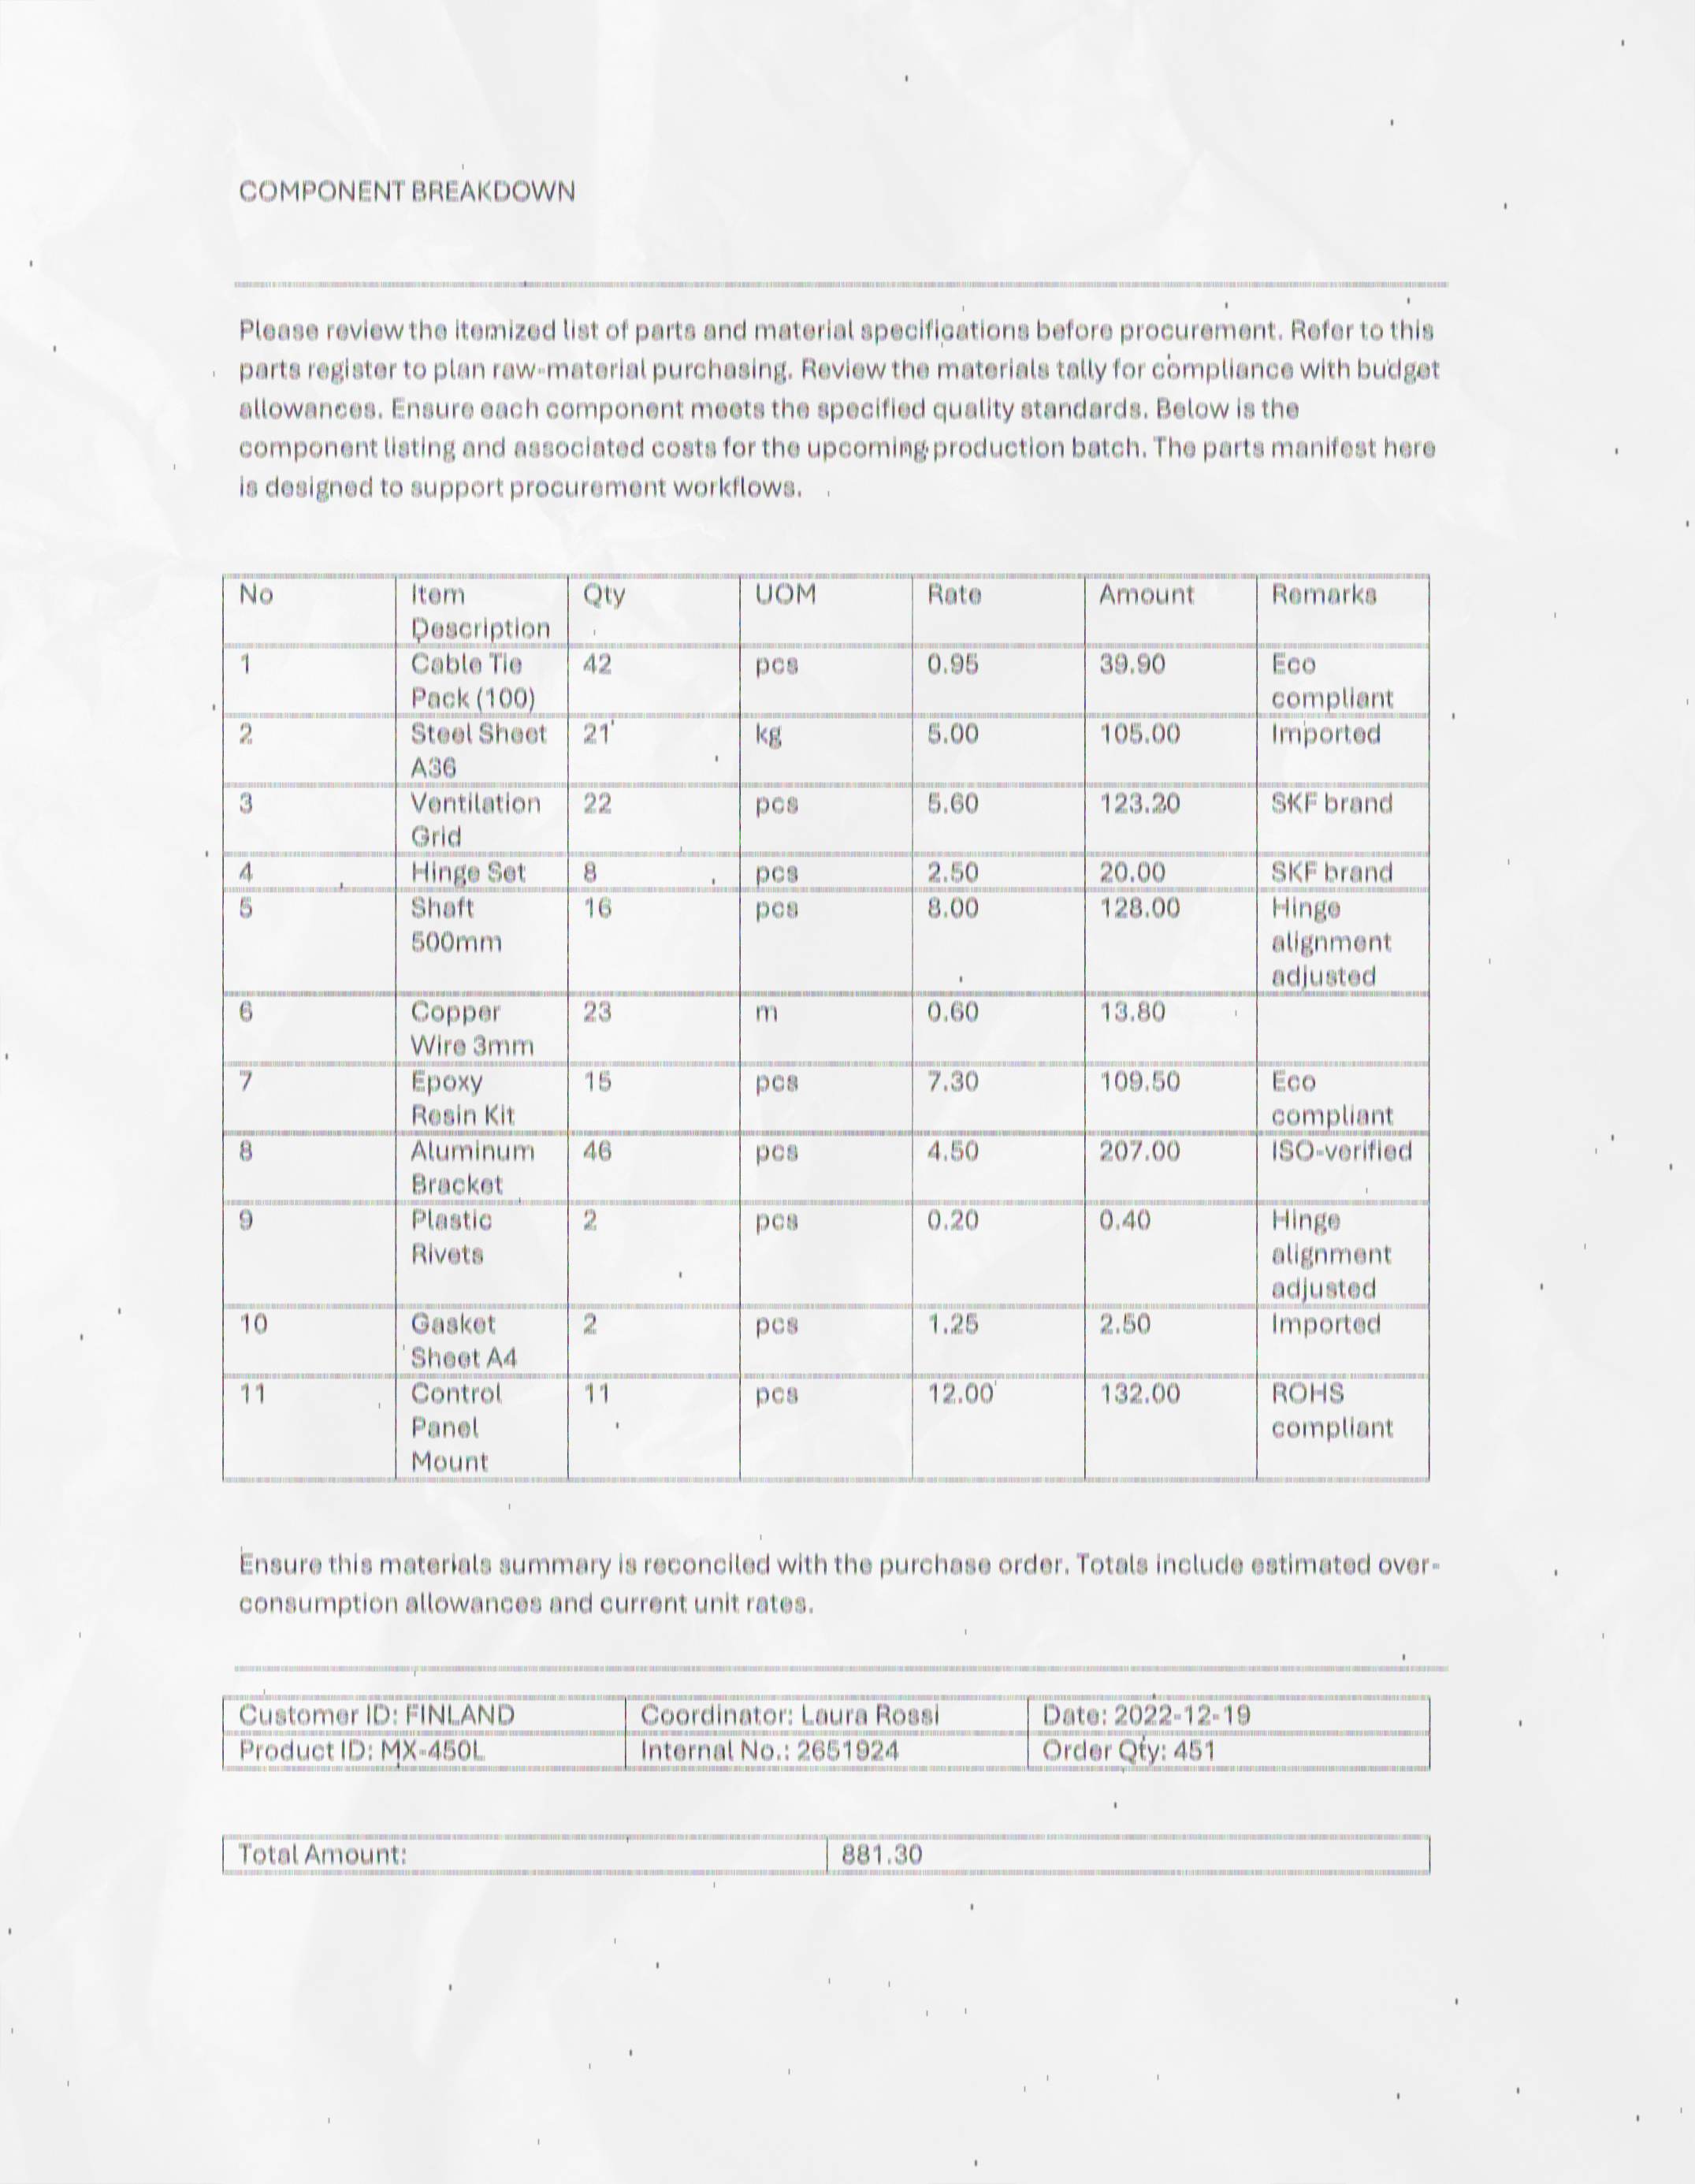 COMPONENT BREAKDOWN
Please review the itemized list of parts and material specifications before procurement. Refer to this
parts register to plan raw-material purchasing. Review the materials tally for compliance with budget
allowances. Ensure each component meets the specified quality standards. Below is the
component listing and associated costs for the upcoming production batch. The parts manifest here
is designed to support procurement workflows.
No Item Description Qty UOM Rate Amount Remarks
1 Cable Tie Pack (100) 42 pcs 0.95 39.90 Eco compliant
2 Steel Sheet A36 21 kg 5.00 105.00 Imported
3 Ventilation Grid 22 pcs 5.60 123.20 SKF brand
4 Hinge Set 8 pcs 2.50 20.00 SKF brand
5 Shaft 500mm 16 pcs 8.00 128.00 Hinge alignment adjusted
6 Copper Wire 3mm 23 m 0.60 13.80
7 Epoxy Resin Kit 15 pcs 7.30 109.50 Eco compliant
8 Aluminum Bracket 46 pcs 4.50 207.00 ISO-verified
9 Plastic Rivets 2 pcs 0.20 0.40 Hinge alignment adjusted
10 Gasket Sheet A4 2 pcs 1.25 2.50 Imported
11 Control Panel Mount 11 pcs 12.00 132.00 ROHS compliant
Ensure this materials summary is reconciled with the purchase order. Totals include estimated over-
consumption allowances and current unit rates.
Customer ID: FINLAND Coordinator: Laura Rossi Date: 2022-12-19
Product ID: MX-450L Internal No.: 2651924 Order Qty: 451
Total Amount: 881.30